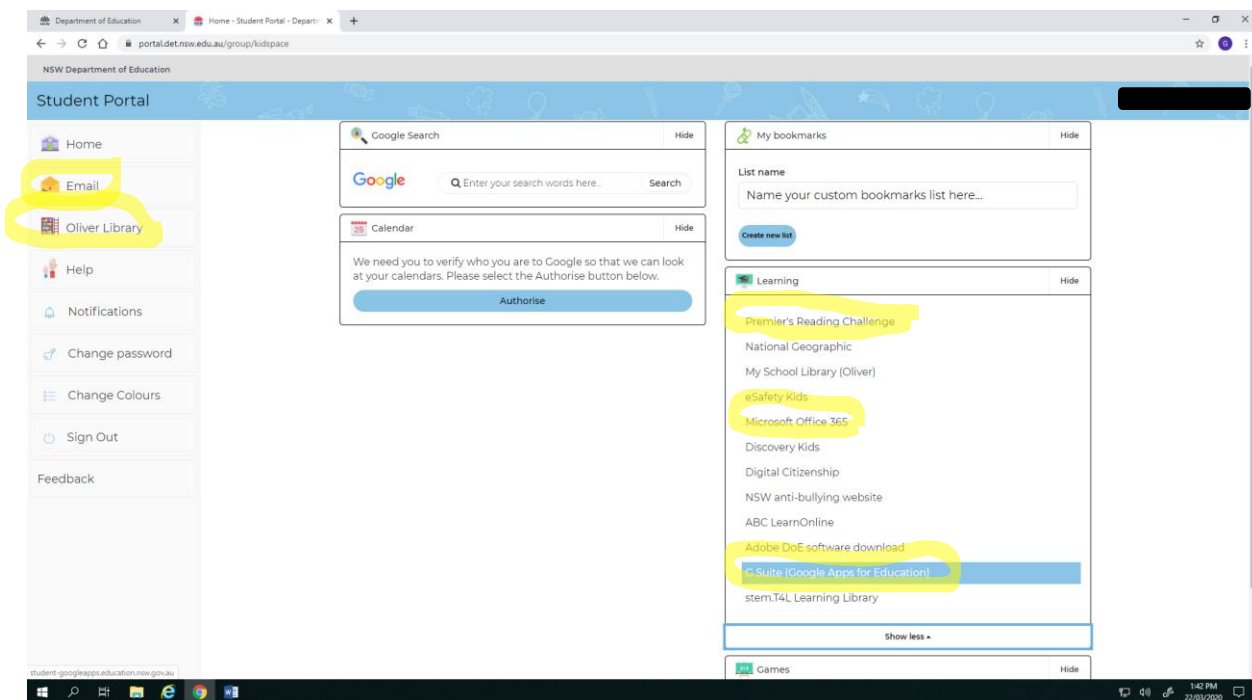 Department of Education
Home - Student Portal - Departm
portal.det.nsw.edu.au/group/kidspace
G
NSW Department of Education
Student Portal
Home
Email
Oliver Library
Help
Notifications
Change password
Change Colours
Sign Out
Feedback
Google Search
Hide
Google
Enter your search words here...
Search
25
Calendar
Hide
We need you to verify who you are to Google so that we can look
at your calendars. Please select the Authorise button below.
Authorise
My bookmarks
Hide
List name
Name your custom bookmarks list here...
Create new list
Learning
Hide
Premier's Reading Challenge
National Geographic
My School Library (Oliver)
eSafety Kids
Microsoft Office 365
Discovery Kids
Digital Citizenship
NSW anti-bullying website
ABC LearnOnline
Adobe DoE software download
G Suite (Google Apps for Education)
stem.T4L Learning Library
Show less
Games
Hide
student-googleapps.education.nsw.gov.au
1:42 PM
22/03/2020